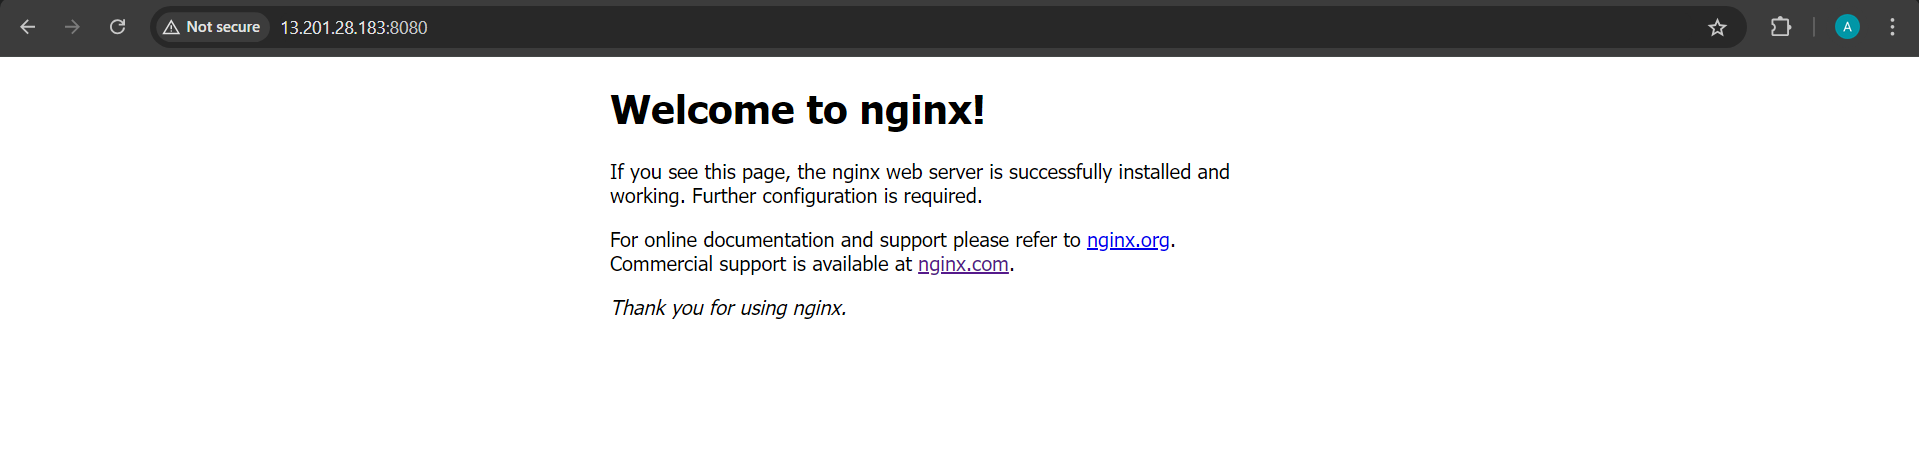 Not secure
13.201.28.183:8080
A
Welcome to nginx!
If you see this page, the nginx web server is successfully installed and
working. Further configuration is required.
For online documentation and support please refer to nginx.org.
Commercial support is available at nginx.com.
Thank you for using nginx.